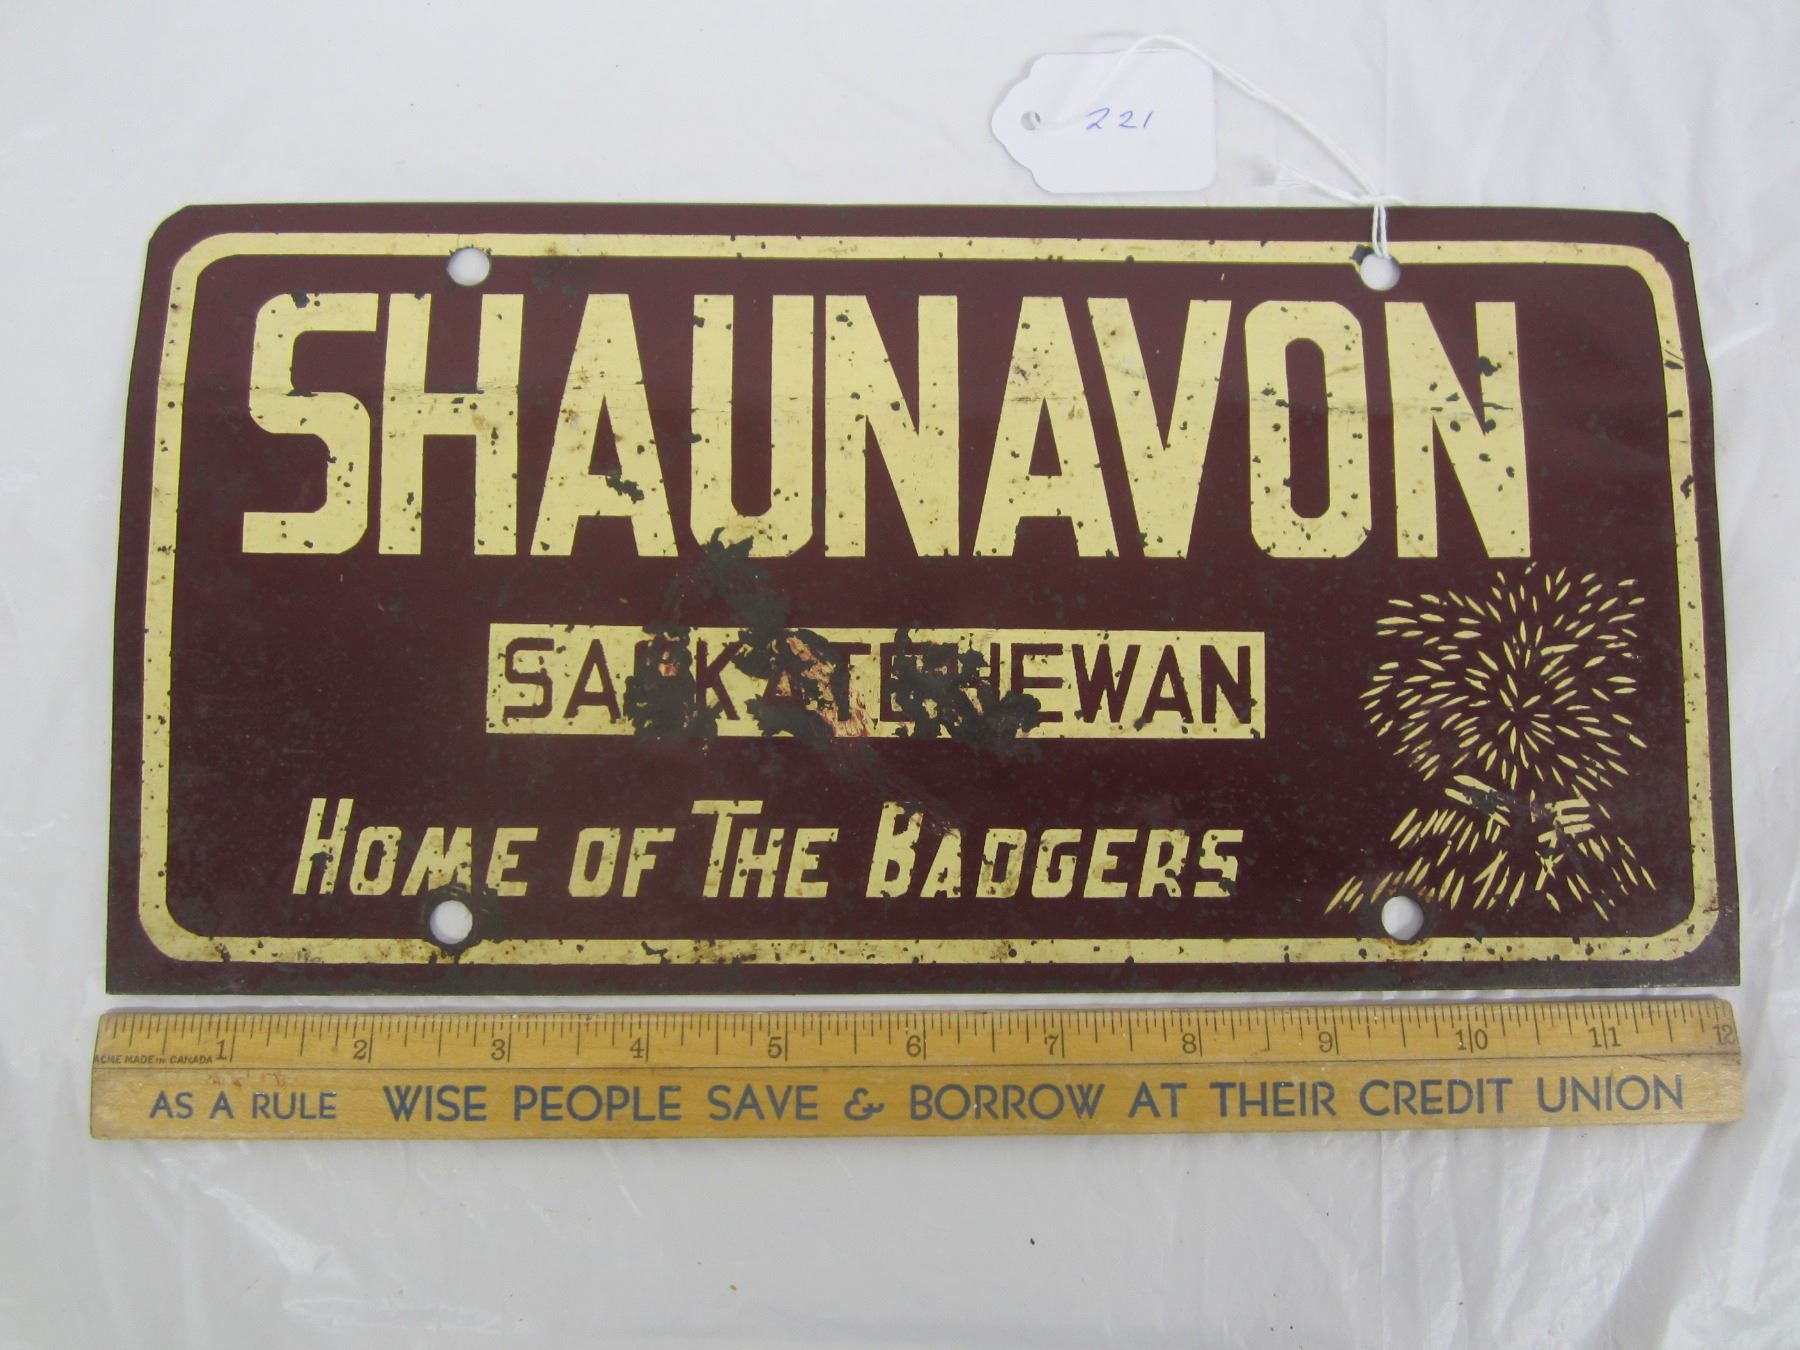 221
SHAUNAVON
SASKATCHEWAN
HOME OF THE BADGERS
1 2 3 4 5 6 7 8 9 10 11 12
ACME MADE IN CANADA
AS A RULE WISE PEOPLE SAVE & BORROW AT THEIR CREDIT UNION